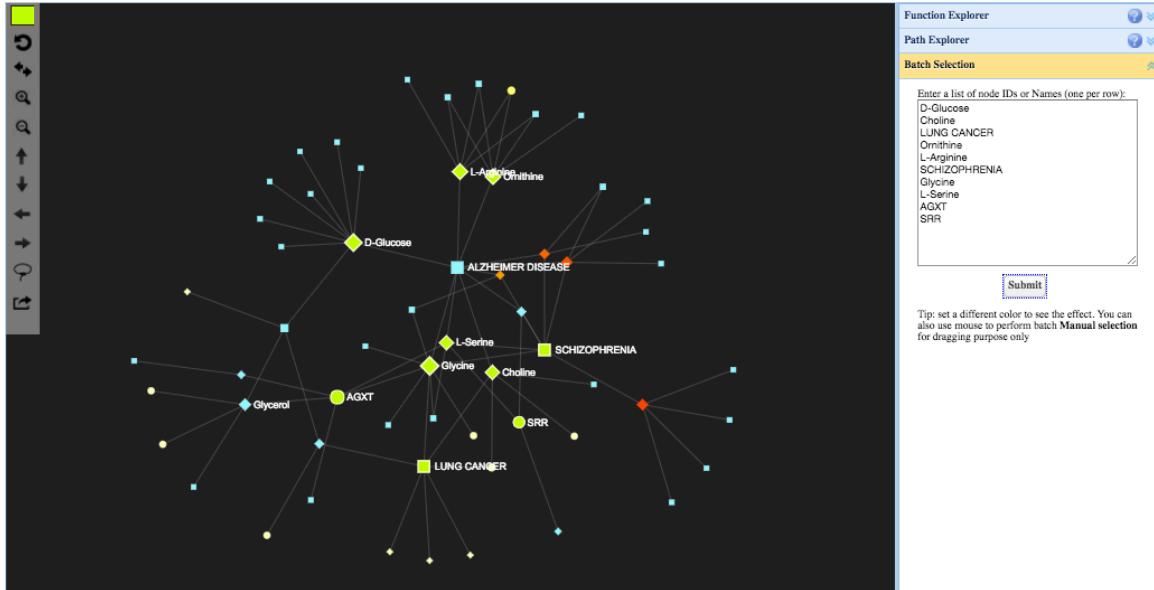 Function Explorer
Path Explorer
Batch Selection
Enter a list of node IDs or Names (one per row):
D-Glucose
Choline
LUNG CANCER
Ornithine
L-Arginine
SCHIZOPHRENIA
Glycine
L-Serine
AGXT
SRR
Submit
Tip: set a different color to see the effect. You can
also use mouse to perform batch Manual selection
for dragging purpose only
L-Arginine
Ornithine
D-Glucose
ALZHEIMER DISEASE
L-Serine
SCHIZOPHRENIA
Glycine
Choline
AGXT
Glycerol
SRR
LUNG CANCER